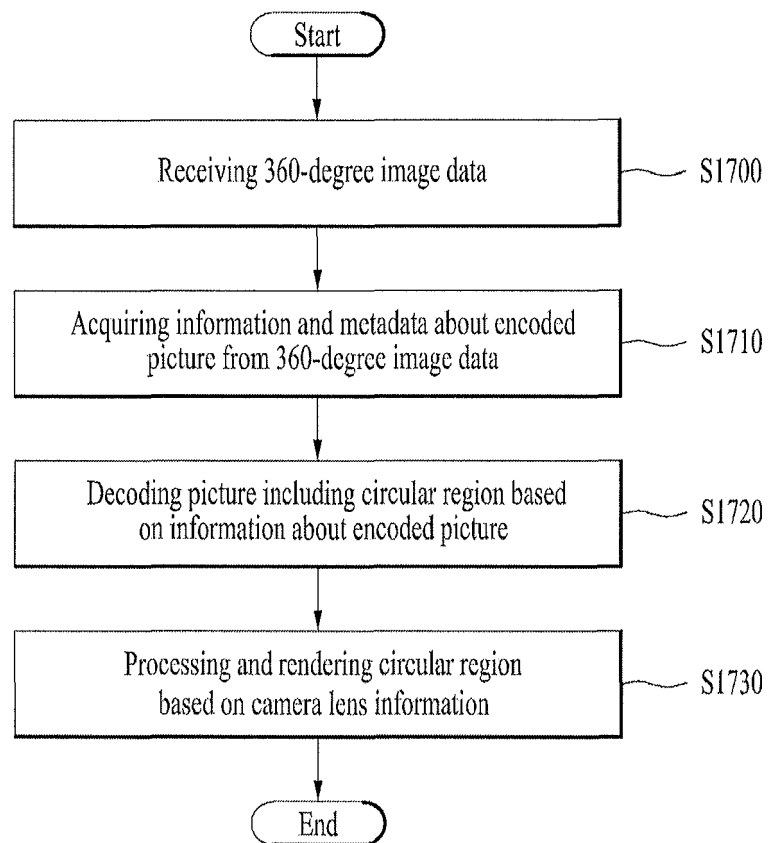 Start
Receiving 360-degree image data
S1700
Acquiring information and metadata about encoded
picture from 360-degree image data
S1710
Decoding picture including circular region based
on information about encoded picture
S1720
Processing and rendering circular region
based on camera lens information
S1730
End